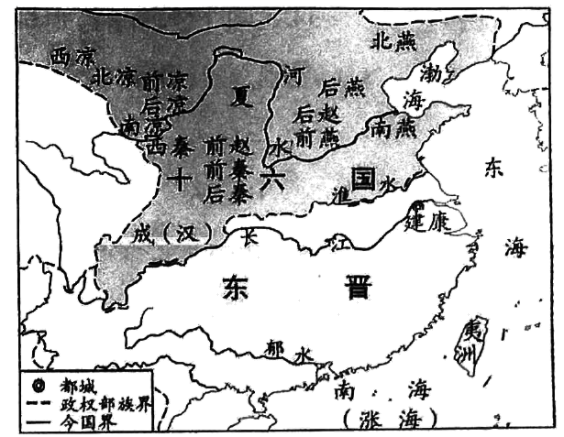 北燕
西凉
北凉
前凉
后凉
南凉
西秦
夏
河
水
渤海
后燕
后赵
前燕
南燕
前赵
前秦
后秦
十六国
淮水
建康
东海
成（汉）
长江
东晋
郁水
夷洲
南海
（涨海）
都城
政权部族界
今国界